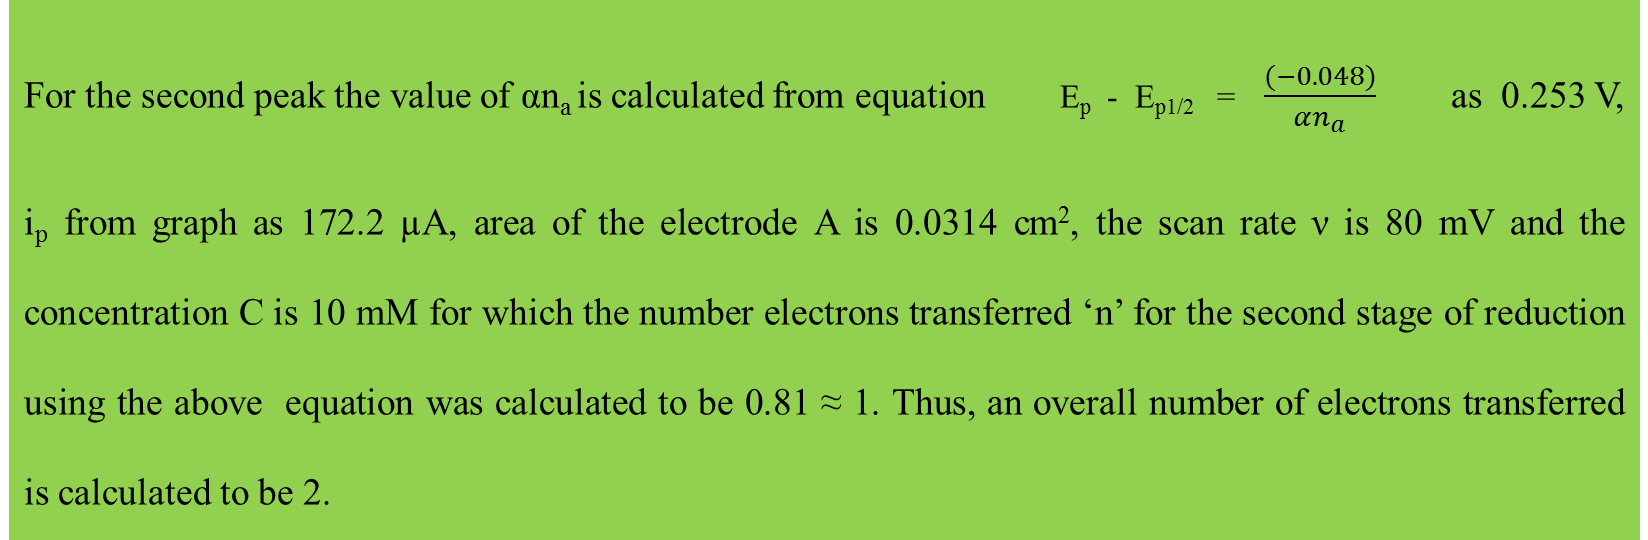 For the second peak the value of αnₐ is calculated from equation Eₚ - Eₚ₁/₂ = (−0.048)/αnₐ as 0.253 V,
iₚ from graph as 172.2 μA, area of the electrode A is 0.0314 cm², the scan rate ν is 80 mV and the
concentration C is 10 mM for which the number electrons transferred ‘n’ for the second stage of reduction
using the above equation was calculated to be 0.81 ≈ 1. Thus, an overall number of electrons transferred
is calculated to be 2.